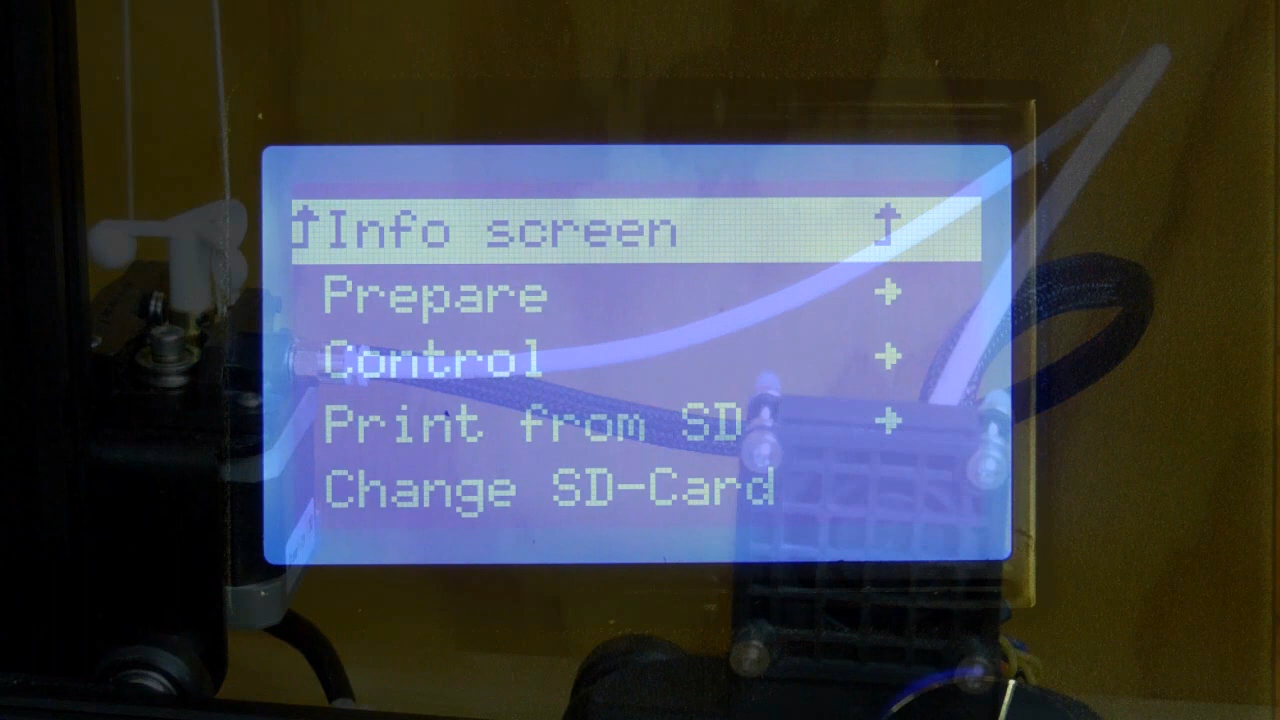 Info screen
Prepare
Control
Print from SD
Change SD-Card